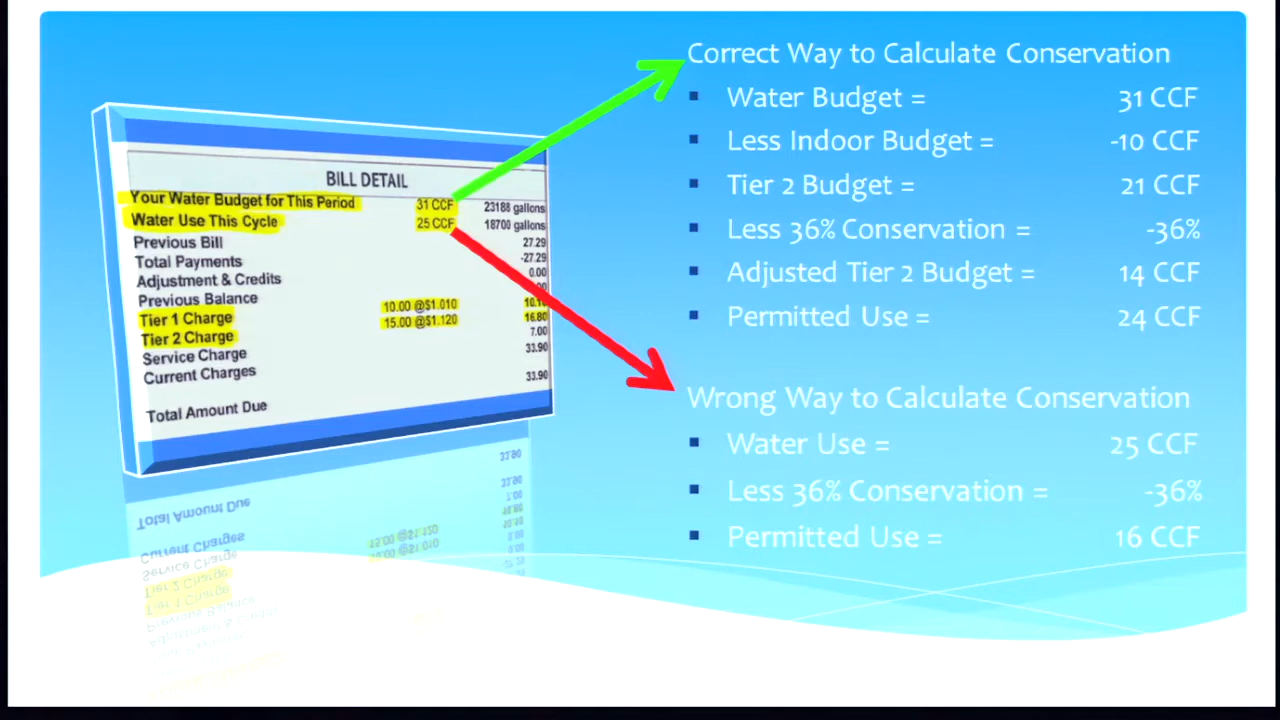 BILL DETAIL
Your Water Budget for This Period 31 CCF 23188 gallons
Water Use This Cycle 25 CCF 18700 gallons
Previous Bill 27.29
Total Payments -27.29
Adjustment & Credits 0.00
Previous Balance
Tier 1 Charge 10.00 @$1.010
Tier 2 Charge 15.00 @$1.120 16.80
Service Charge 7.00
Current Charges 33.90
Total Amount Due 33.90
Correct Way to Calculate Conservation
Water Budget = 31 CCF
Less Indoor Budget = -10 CCF
Tier 2 Budget = 21 CCF
Less 36% Conservation = -36%
Adjusted Tier 2 Budget = 14 CCF
Permitted Use = 24 CCF
Wrong Way to Calculate Conservation
Water Use = 25 CCF
Less 36% Conservation = -36%
Permitted Use = 16 CCF